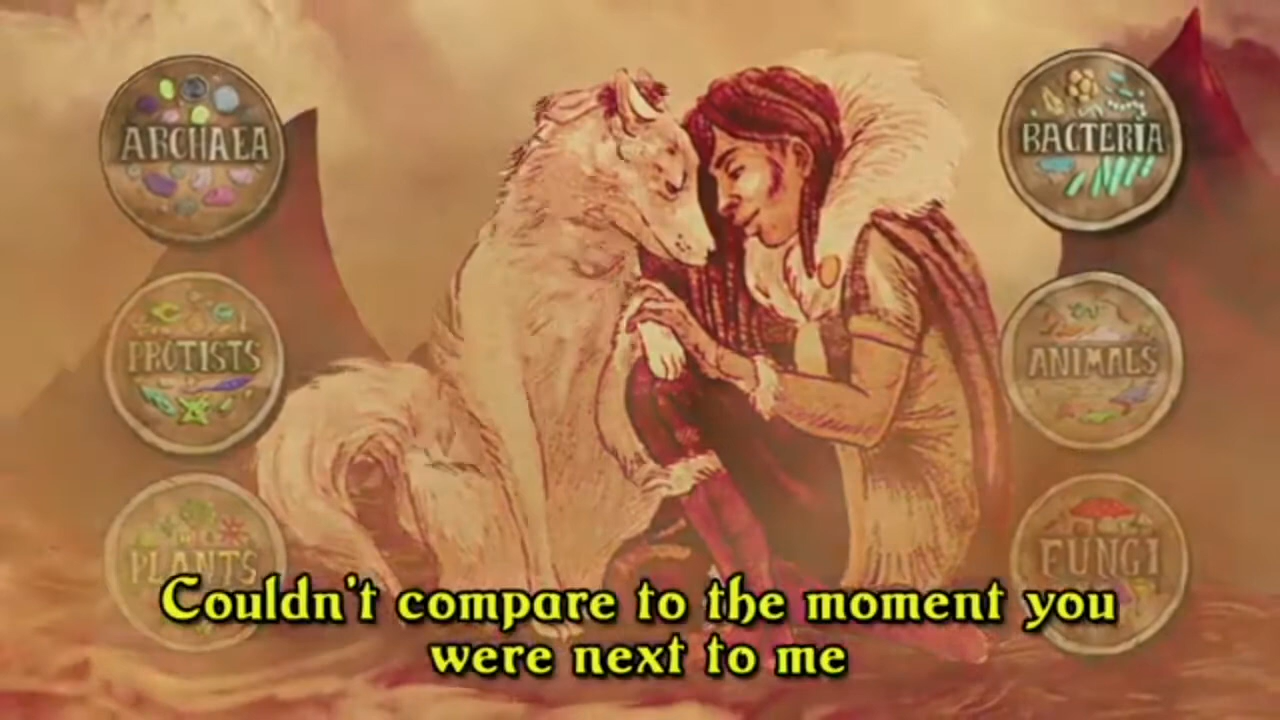 ARCHAEA
BACTERIA
PROTISTS
ANIMALS
PLANTS
FUNGI
Couldn't compare to the moment you
were next to me